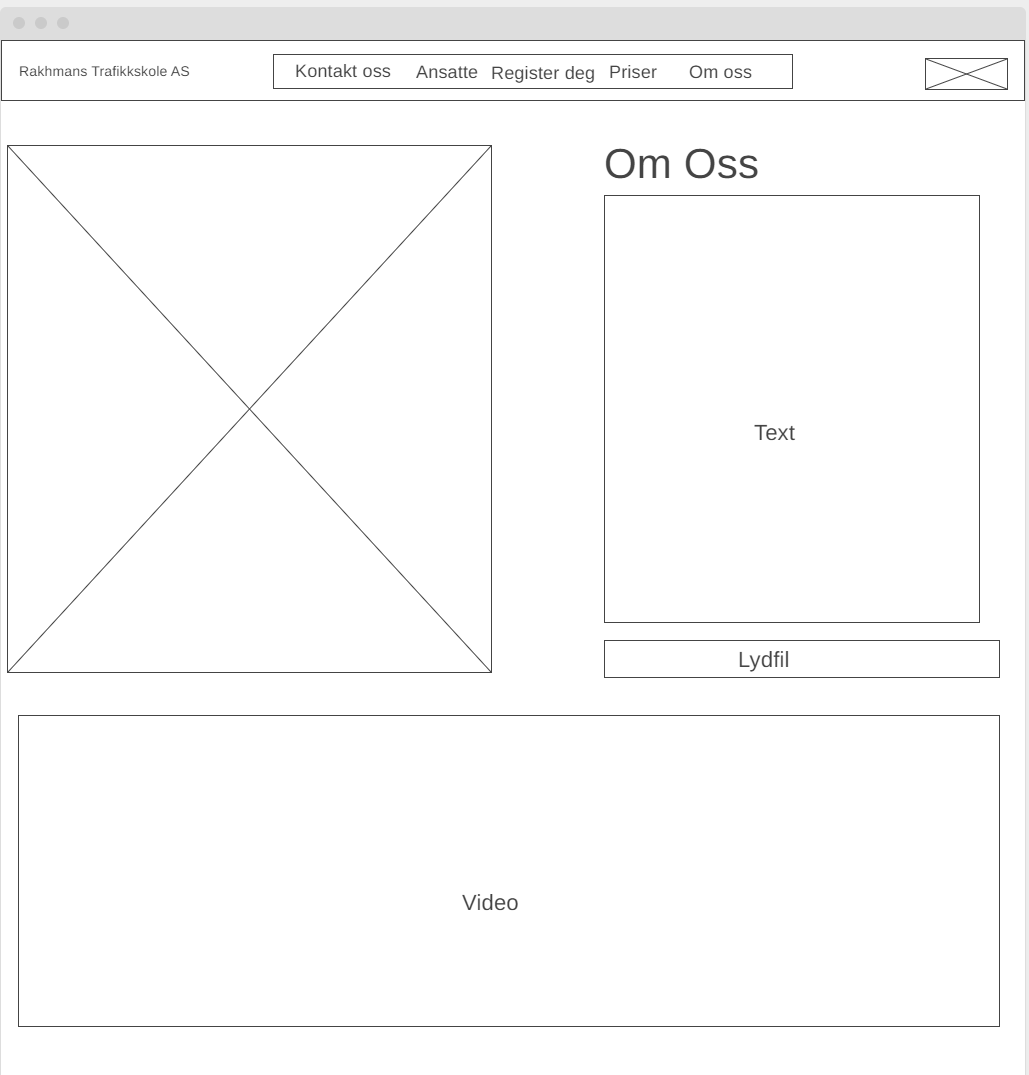 Rakhmans Trafikkskole AS
Kontakt oss Ansatte Register deg Priser Om oss
Om Oss
Text
Lydfil
Video